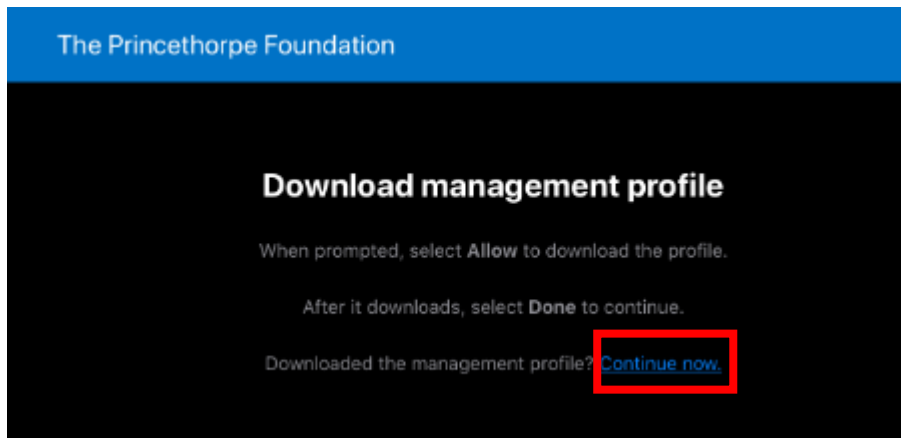 The Princethorpe Foundation
Download management profile
When prompted, select Allow to download the profile.
After it downloads, select Done to continue.
Downloaded the management profile? Continue now.